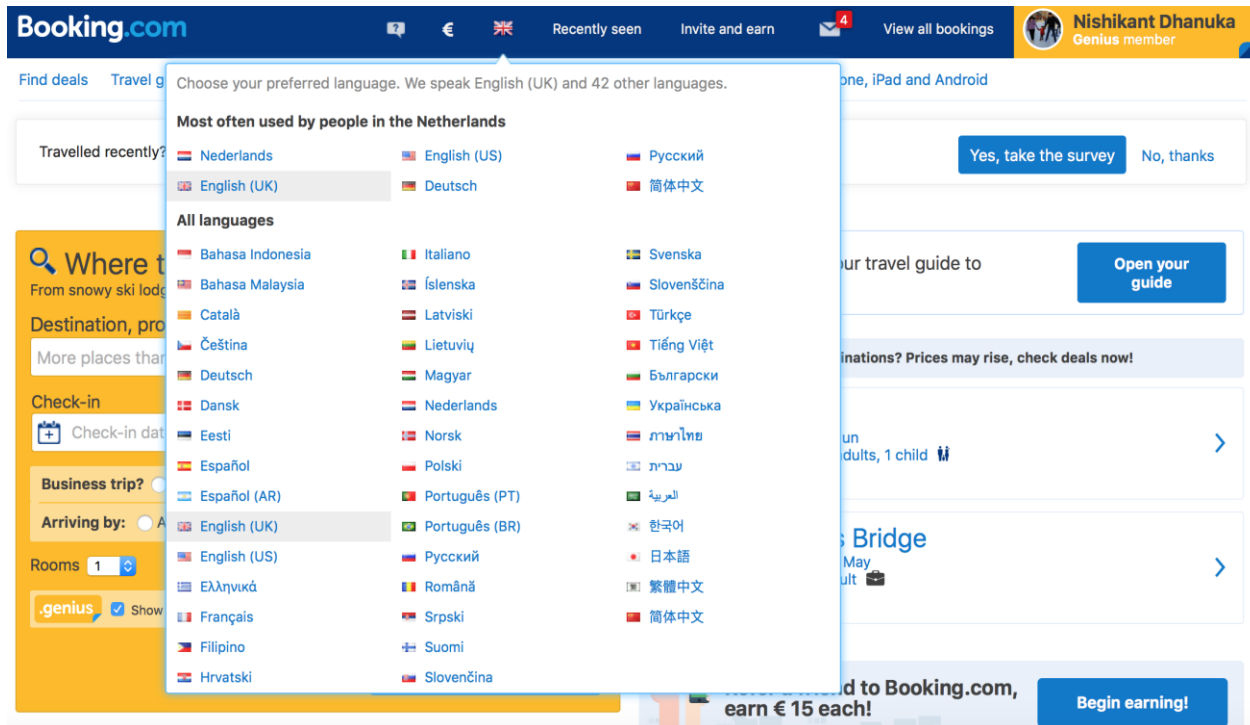 Booking.com
€
Recently seen
Invite and earn
4
View all bookings
Nishikant Dhanuka
Genius member
Find deals
Travel g
one, iPad and Android
Choose your preferred language. We speak English (UK) and 42 other languages.
Most often used by people in the Netherlands
Nederlands
English (US)
Русский
English (UK)
Deutsch
简体中文
All languages
Bahasa Indonesia
Italiano
Svenska
Bahasa Malaysia
Íslenska
Slovenščina
Català
Latviski
Türkçe
Čeština
Lietuvių
Tiếng Việt
Deutsch
Magyar
Български
Dansk
Nederlands
Українська
Eesti
Norsk
ภาษาไทย
Español
Polski
עברית
Español (AR)
Português (PT)
العربية
English (UK)
Português (BR)
한국어
English (US)
Русский
日本語
Ελληνικά
Română
繁體中文
Français
Srpski
简体中文
Filipino
Suomi
Hrvatski
Slovenčina
Travelled recently?
Yes, take the survey
No, thanks
Where t
From snowy ski lodg
Destination, pro
More places than
Check-in
Check-in dat
Business trip?
Arriving by:
A
Rooms
1
.genius
Show
ur travel guide to
Open your
guide
inations? Prices may rise, check deals now!
un
dults, 1 child
s Bridge
May
ult
d to Booking.com,
earn € 15 each!
Begin earning!